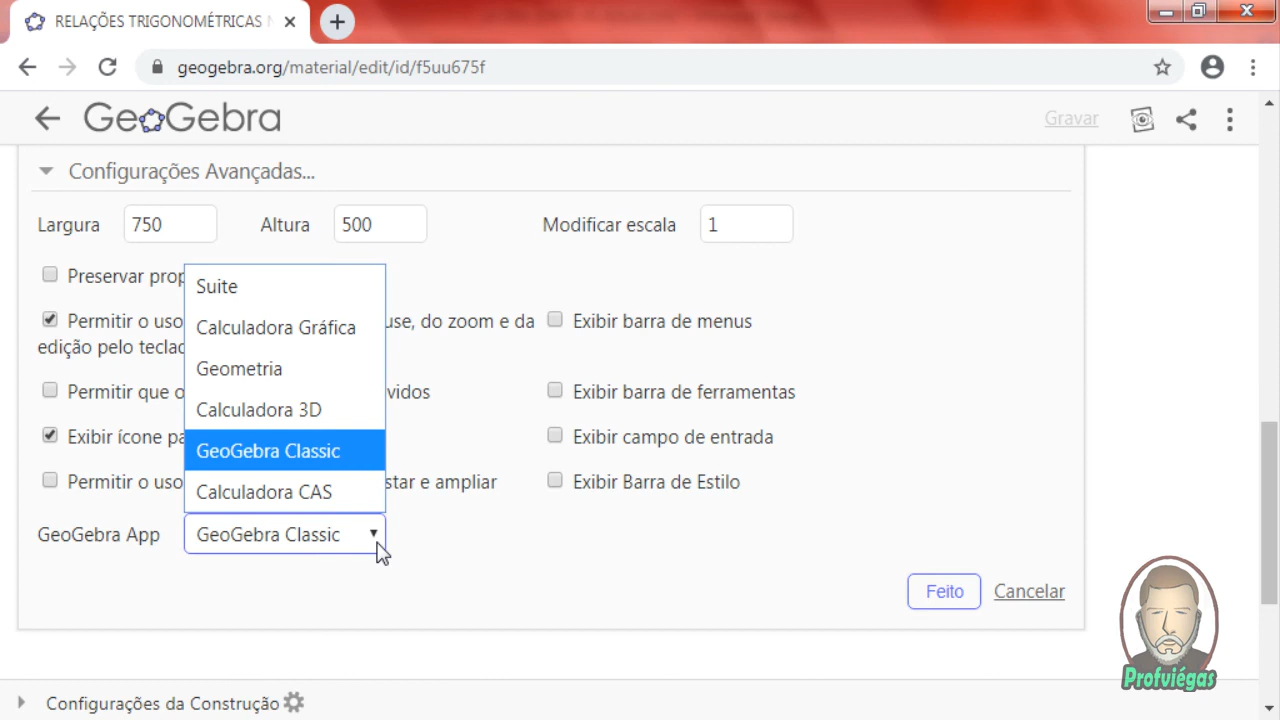 RELAÇÕES TRIGONOMÉTRICAS
geogebra.org/material/edit/id/f5uu675f
GeoGebra
Gravar
Configurações Avançadas...
Largura 750 Altura 500 Modificar escala 1
Preservar prop
Suite
Calculadora Gráfica
Geometria
Calculadora 3D
GeoGebra Classic
Calculadora CAS
Permitir o uso use, do zoom e da
edição pelo teclac
Exibir barra de menus
Permitir que o vidos
Exibir barra de ferramentas
Exibir ícone pa
Exibir campo de entrada
Permitir o uso star e ampliar
Exibir Barra de Estilo
GeoGebra App GeoGebra Classic
Feito Cancelar
Profviégas
Configurações da Construção